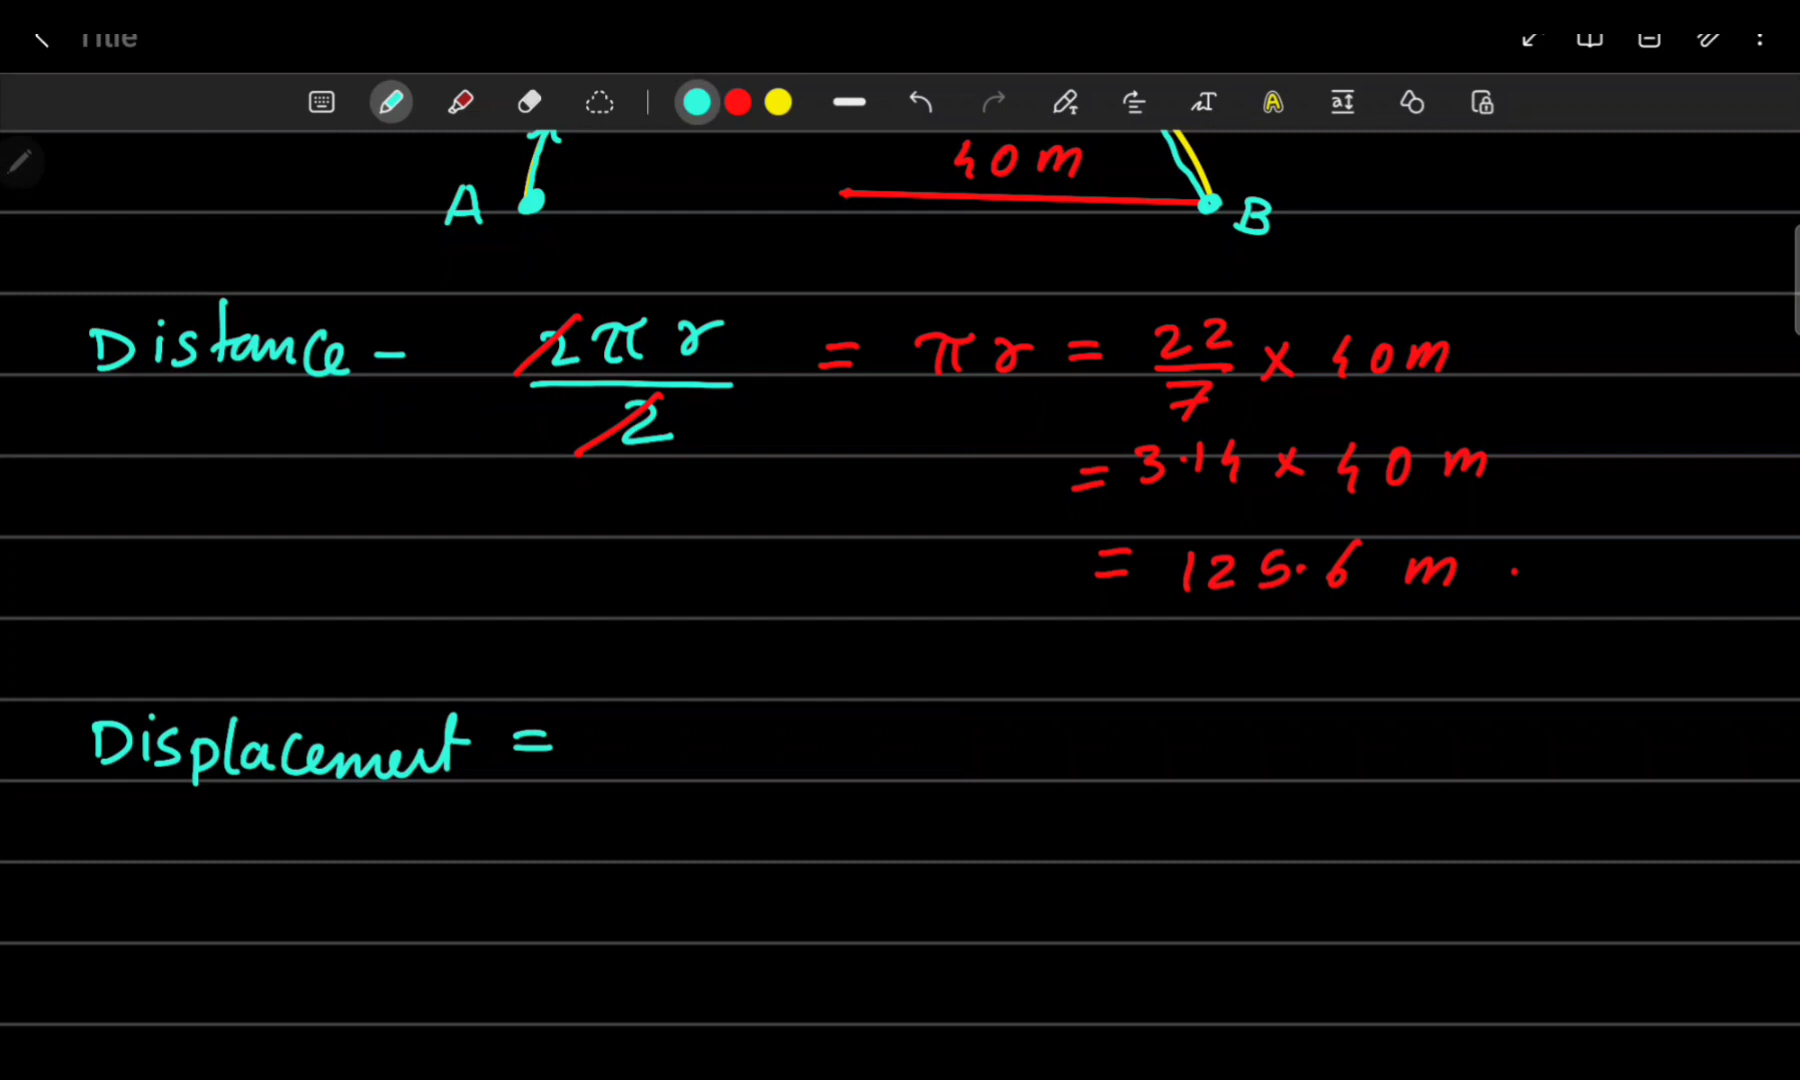 Title
40 m
A
B
Distance - 2πr/2 = πr = 22/7 × 40m
= 3.14 × 40 m
= 125.6 m .
Displacement =